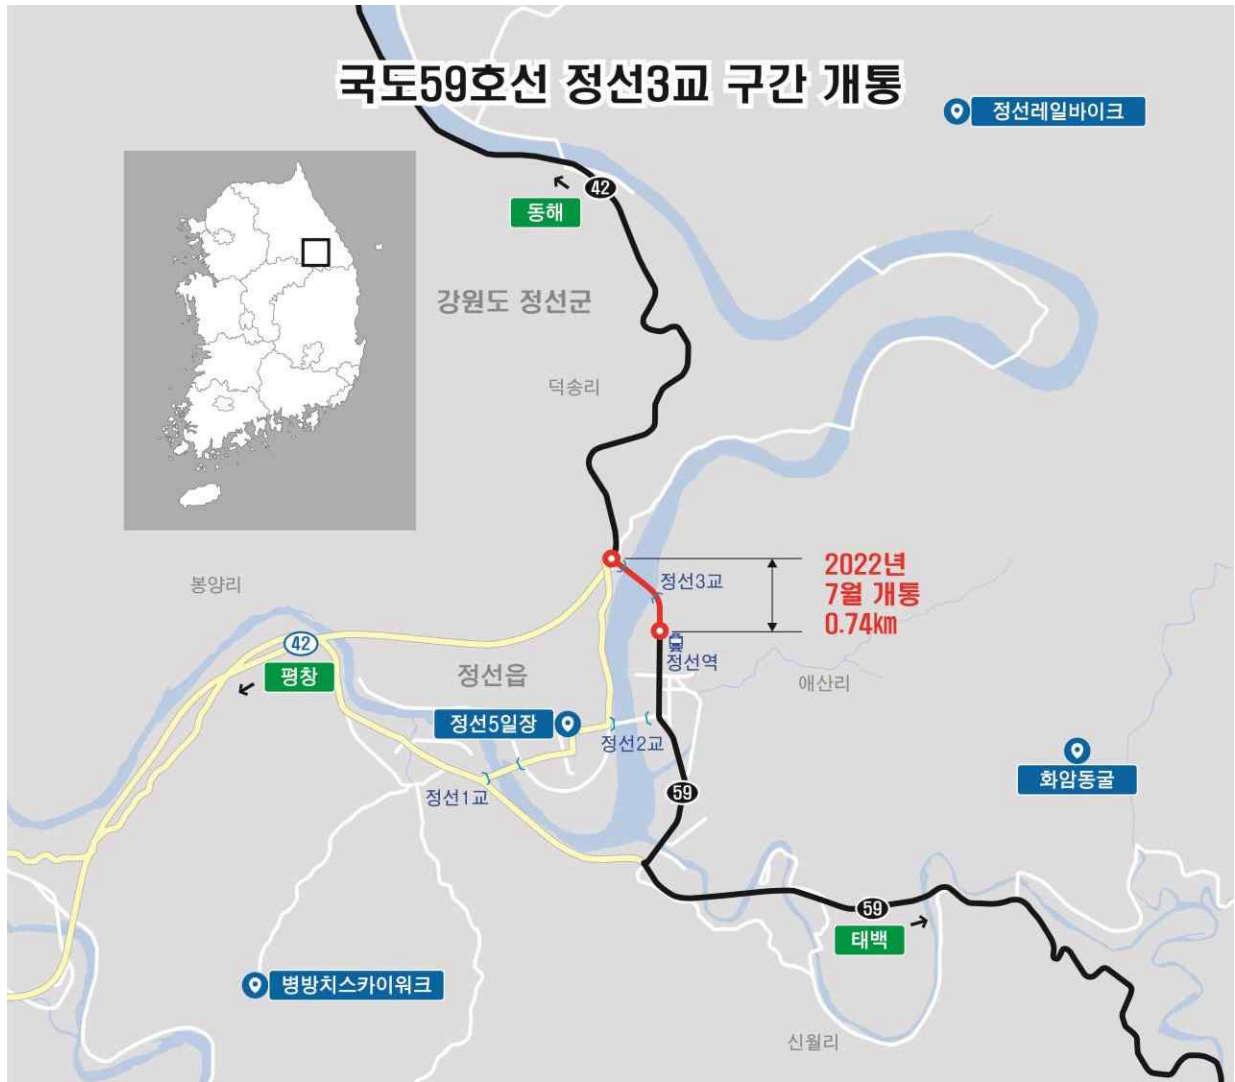 국도59호선 정선3교 구간 개통
정선레일바이크
42
동해
강원도 정선군
덕송리
2022년
7월 개통
0.74km
정선3교
봉양리
42
평창
정선읍
정선역
애산리
정선5일장
정선2교
정선1교
59
화암동굴
59
태백
병방치스카이워크
신월리